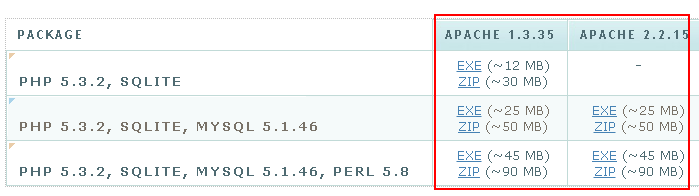 PACKAGE APACHE 1.3.35 APACHE 2.2.15
EXE (~12 MB) -
PHP 5.3.2, SQLITE ZIP (~30 MB)
EXE (~25 MB) EXE (~25 MB)
PHP 5.3.2, SQLITE, MYSQL 5.1.46 ZIP (~50 MB) ZIP (~50 MB)
EXE (~45 MB) EXE (~45 MB)
PHP 5.3.2, SQLITE, MYSQL 5.1.46, PERL 5.8 ZIP (~90 MB) ZIP (~90 MB)